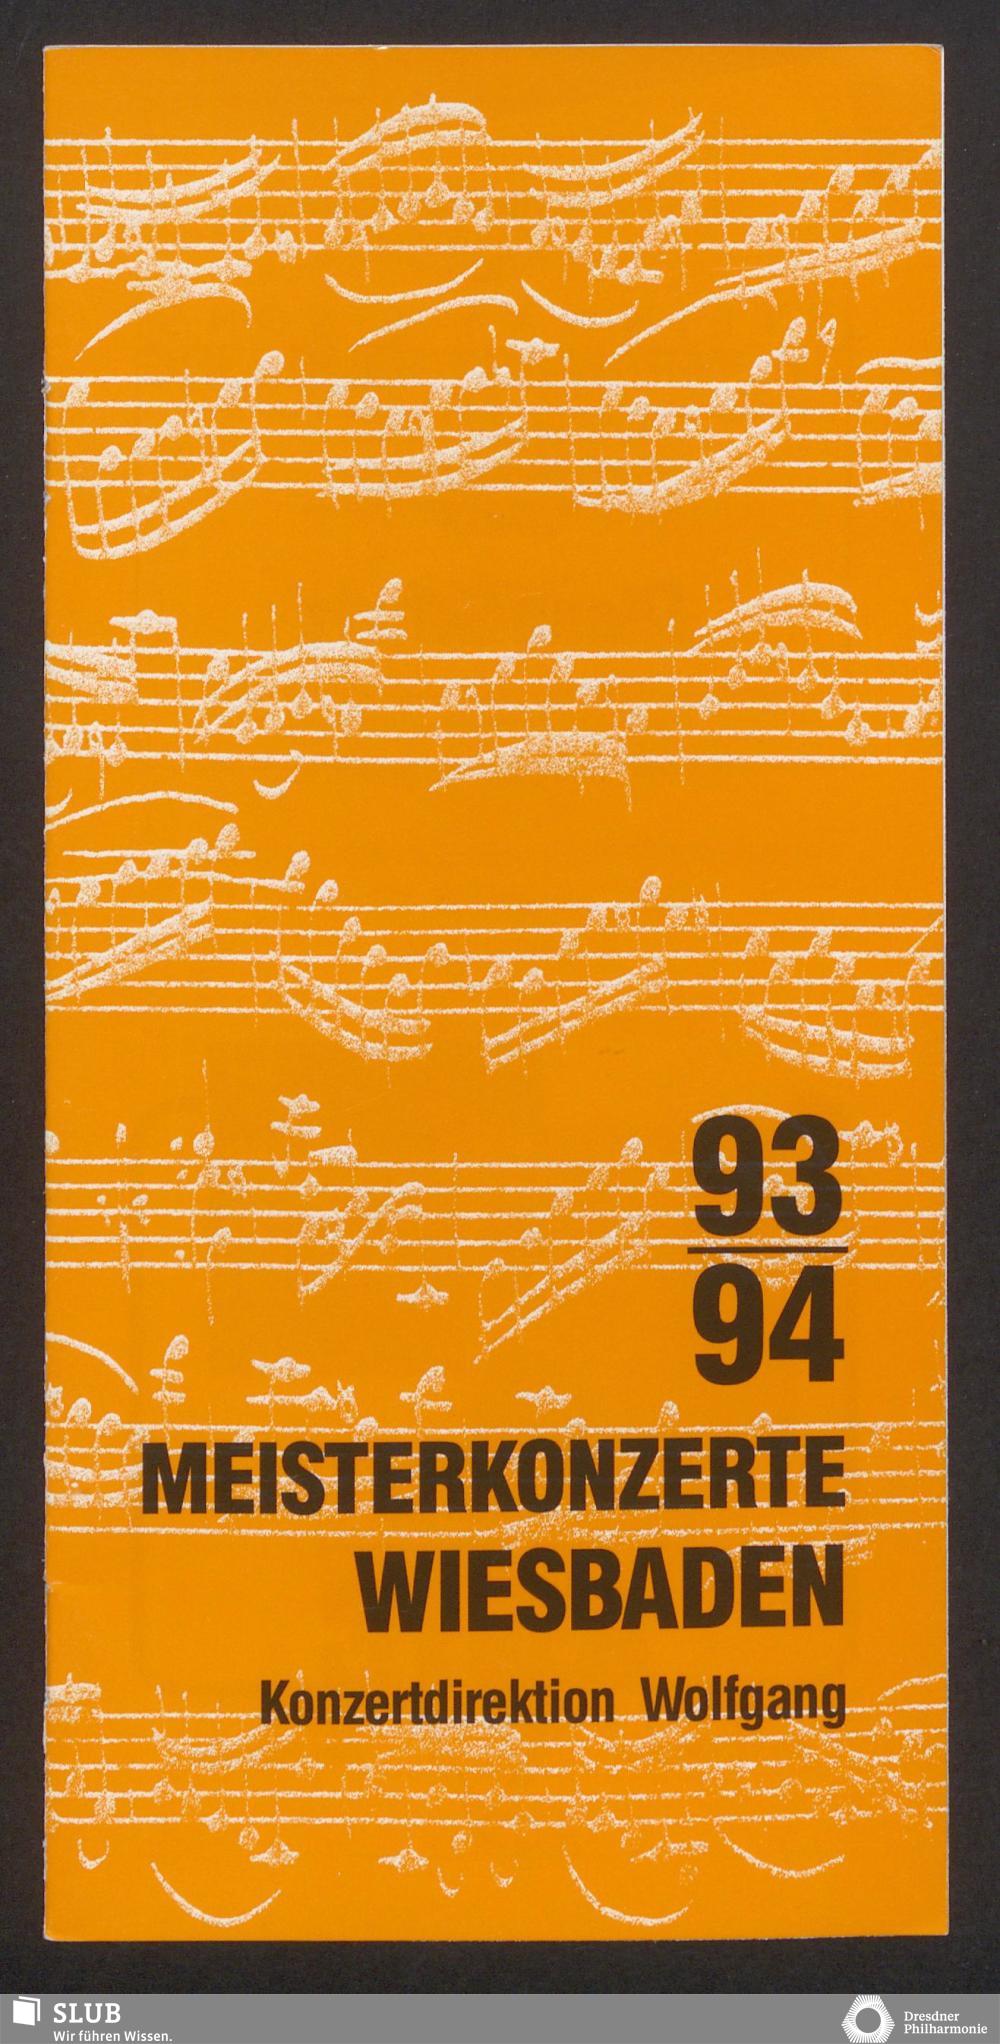 93
94
MEISTERKONZERTE
WIESBADEN
Konzertdirektion Wolfgang
SLUB
Wir führen Wissen.
Dresdner
Philharmonie